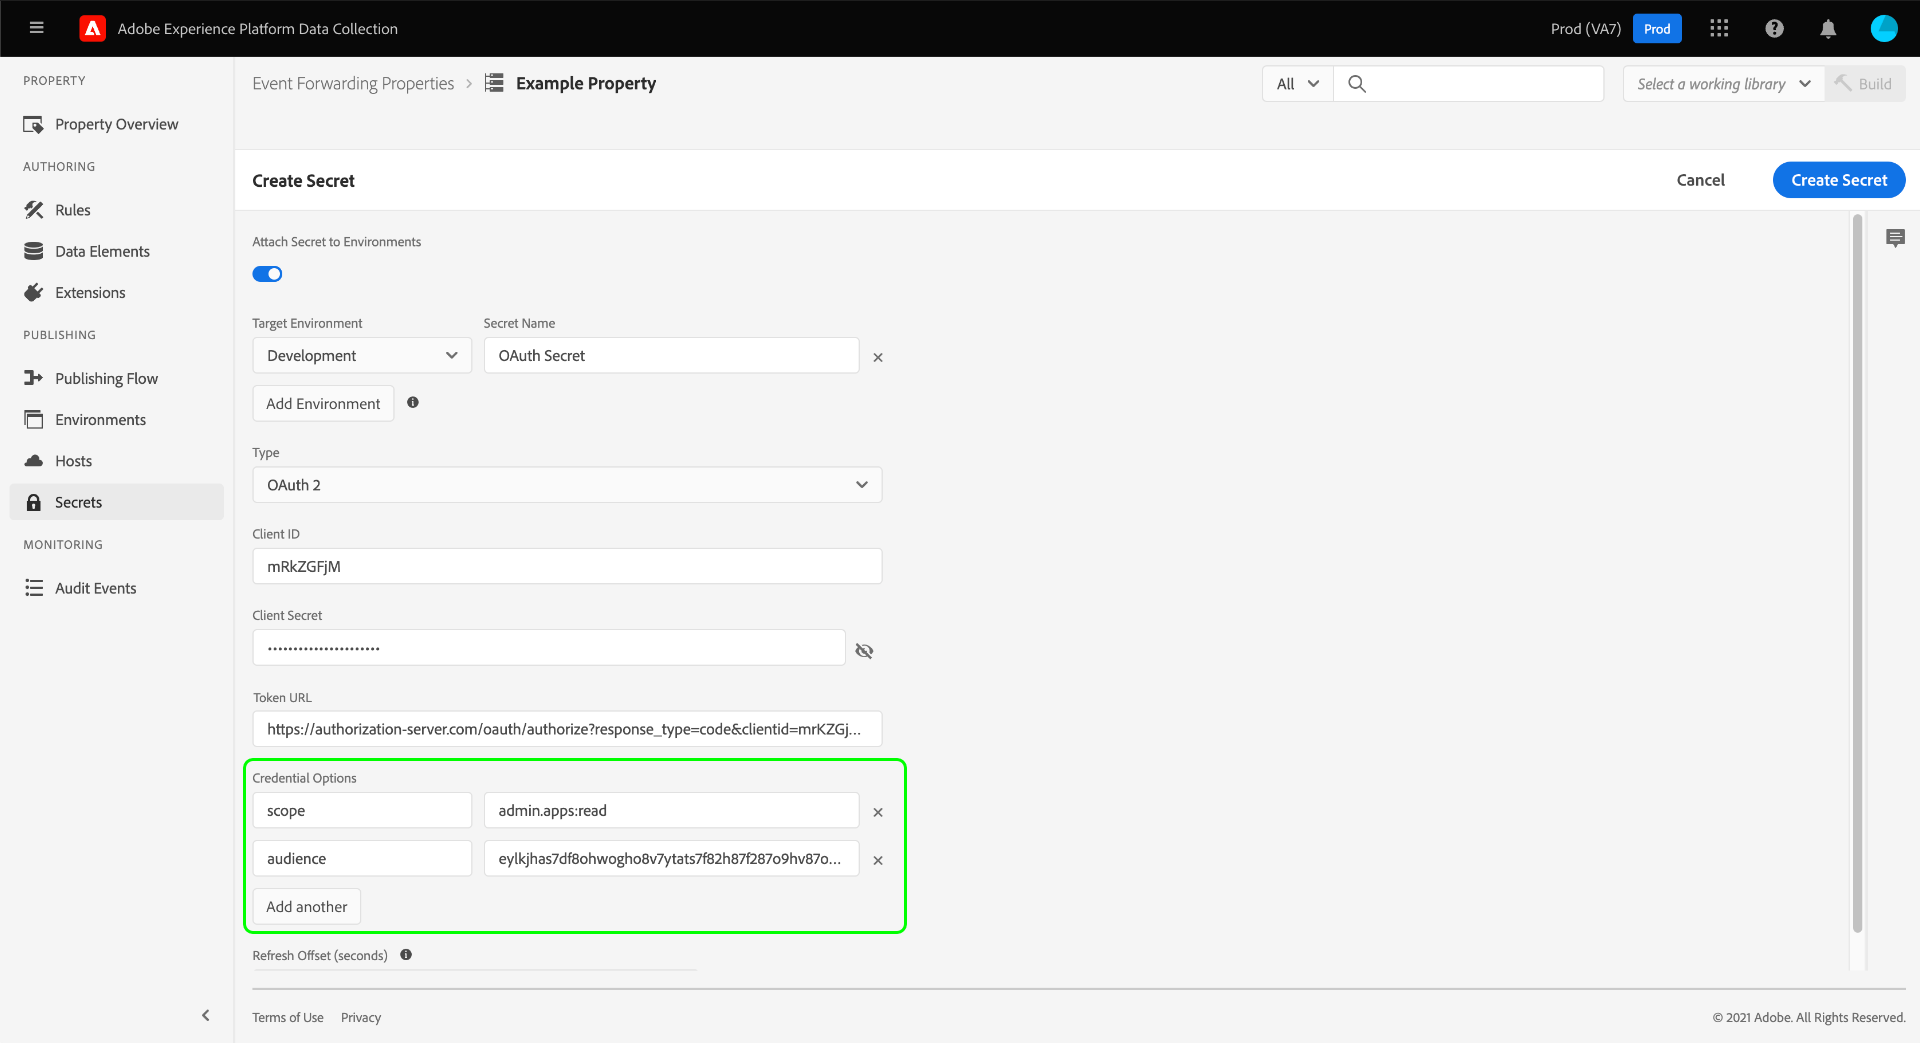 Adobe Experience Platform Data Collection
Prod (VA7)
Prod
PROPERTY
Property Overview
AUTHORING
Rules
Data Elements
Extensions
PUBLISHING
Publishing Flow
Environments
Hosts
Secrets
MONITORING
Audit Events
Event Forwarding Properties > Example Property
All
Select a working library
Build
Create Secret
Cancel
Create Secret
Attach Secret to Environments
Target Environment
Secret Name
Development
OAuth Secret
Add Environment
Type
OAuth 2
Client ID
mRkZGFjM
Client Secret
••••••••••••••••••••••
Token URL
https://authorization-server.com/oauth/authorize?response_type=code&clientid=mrKZGj...
Credential Options
scope
admin.apps:read
audience
eylkjhas7df8ohwogho8v7ytats7f82h87f287o9hv87o...
Add another
Refresh Offset (seconds)
Terms of Use
Privacy
© 2021 Adobe. All Rights Reserved.